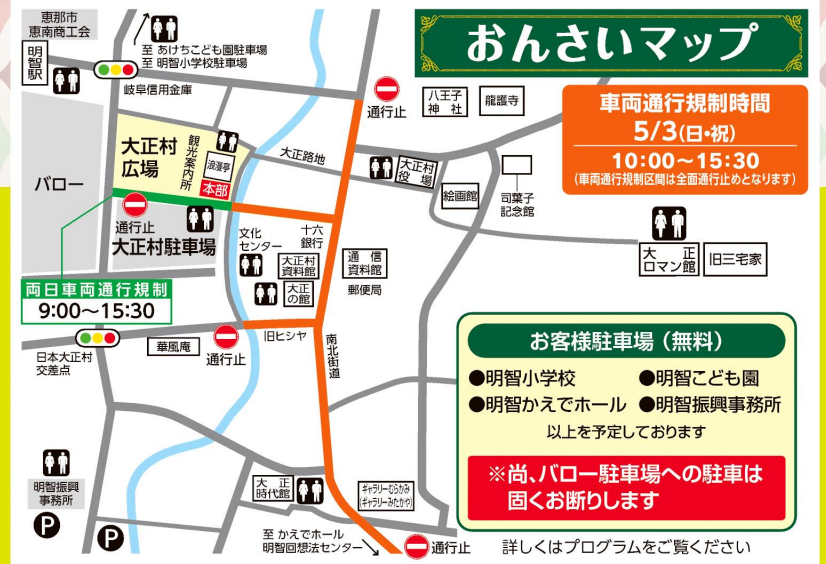 恵那市
恵南商工会
明智駅
至 あけちこども園駐車場
至 明智小学校駐車場
岐阜信用金庫
おんさいマップ
通行止
八王子
神社
龍護寺
車両通行規制時間
5/3(日・祝)
10:00〜15:30
(車両通行規制区間は全面通行止めとなります)
バロー
大正村
広場
観光案内所
浪漫亭
本部
大正路地
大正村
役場
絵画館
司葉子
記念館
通行止
大正村駐車場
文化
センター
十六
銀行
大正村
資料館
大正
の館
通信
資料館
郵便局
大正
ロマン館
旧三宅家
両日車両通行規制
9:00〜15:30
日本大正村
交差点
華風庵
通行止
旧ヒシヤ
南北街道
お客様駐車場(無料)
●明智小学校 ●明智こども園
●明智かえでホール ●明智振興事務所
以上を予定しております
※尚、バロー駐車場への駐車は
固くお断りします
明智振興
事務所
P
P
大正
時代館
ギャラリーむらかみ
(ギャラリーみたかや)
至 かえでホール
明智回想法センター
通行止
詳しくはプログラムをご覧ください